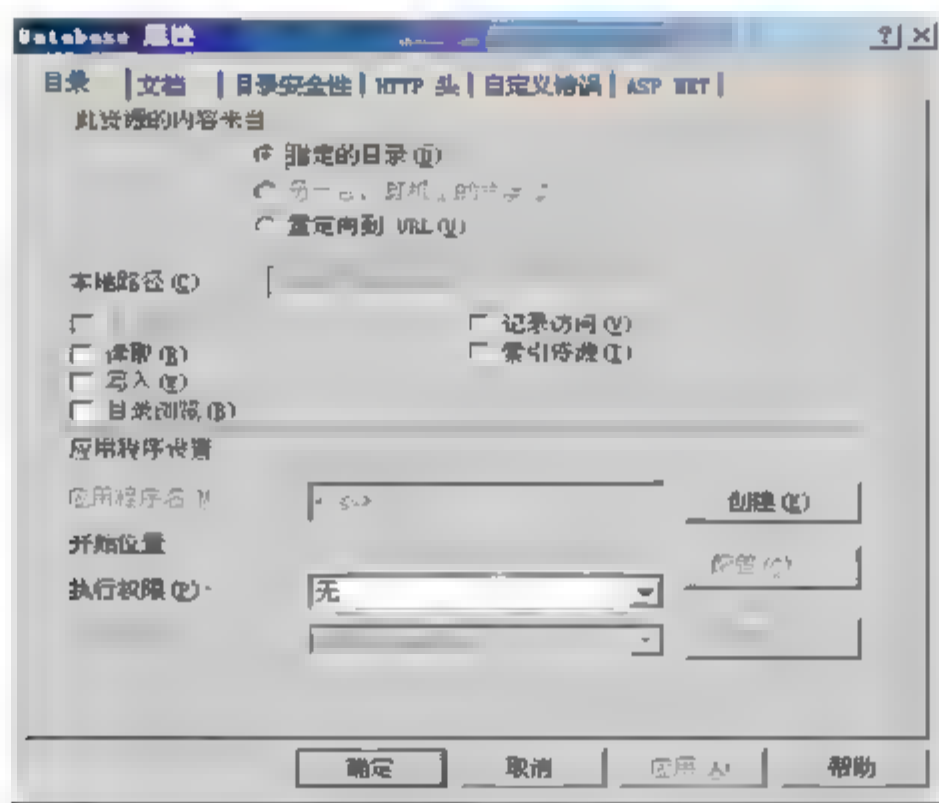 Database 属性
目录 文档 目录安全性 HTTP 头 自定义错误 ASP.NET
此资源的内容来自
指定的目录(D)
重定向到 URL(U)
本地路径(C)
记录访问(V)
读取(R)
索引资源(I)
写入(W)
目录浏览(B)
应用程序设置
应用程序名
创建(E)
开始位置
执行权限(P)
无
确定 取消 应用(A) 帮助